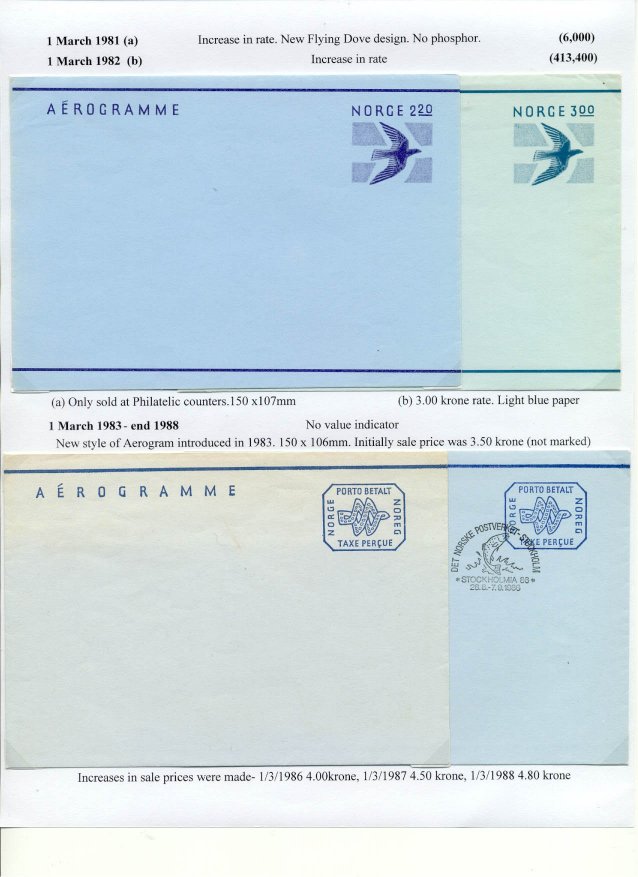 1 March 1981 (a) Increase in rate. New Flying Dove design. No phosphor. (6,000)
1 March 1982 (b) Increase in rate (413,400)
AÉROGRAMME NORGE 220 NORGE 300
(a) Only sold at Philatelic counters.150 x107mm (b) 3.00 krone rate. Light blue paper
1 March 1983- end 1988 No value indicator
New style of Aerogram introduced in 1983. 150 x 106mm. Initially sale price was 3.50 krone (not marked)
AÉROGRAMME
PORTO BETALT
NORGE NOREG
TAXE PERÇUE
PORTO BETALT
NORGE NOREG
TAXE PERÇUE
DET NORSKE POSTVERKET-STOCKHOLM
*STOCKHOLMIA 86*
28.8.-7.9.1986
Increases in sale prices were made- 1/3/1986 4.00krone, 1/3/1987 4.50 krone, 1/3/1988 4.80 krone